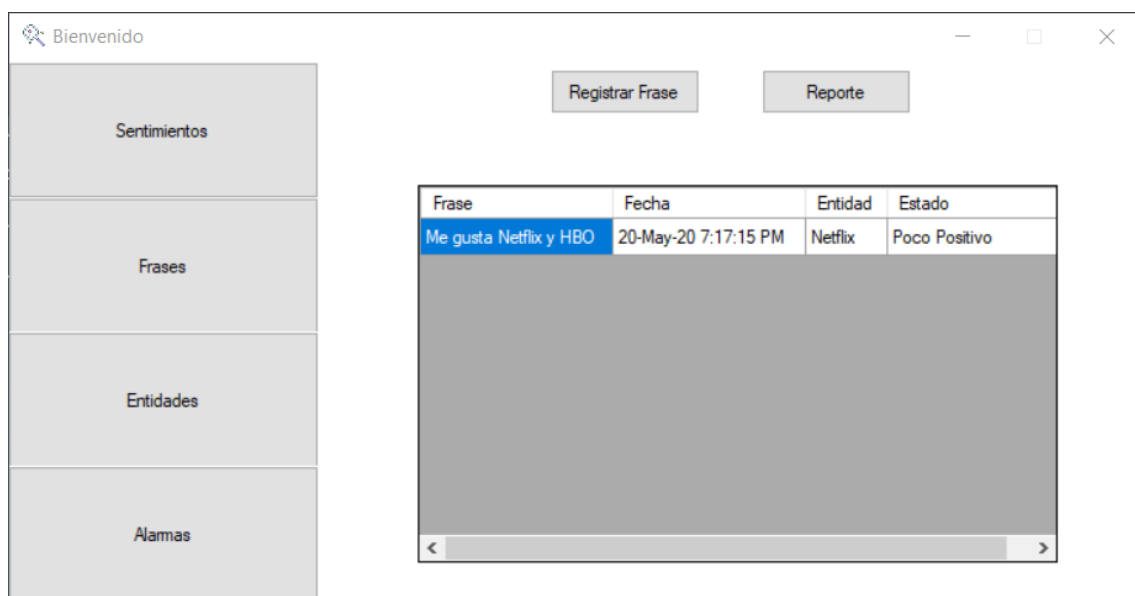 Bienvenido
Sentimientos
Frases
Entidades
Alarmas
Registrar Frase Reporte
Frase Fecha Entidad Estado
Me gusta Netflix y HBO 20-May-20 7:17:15 PM Netflix Poco Positivo